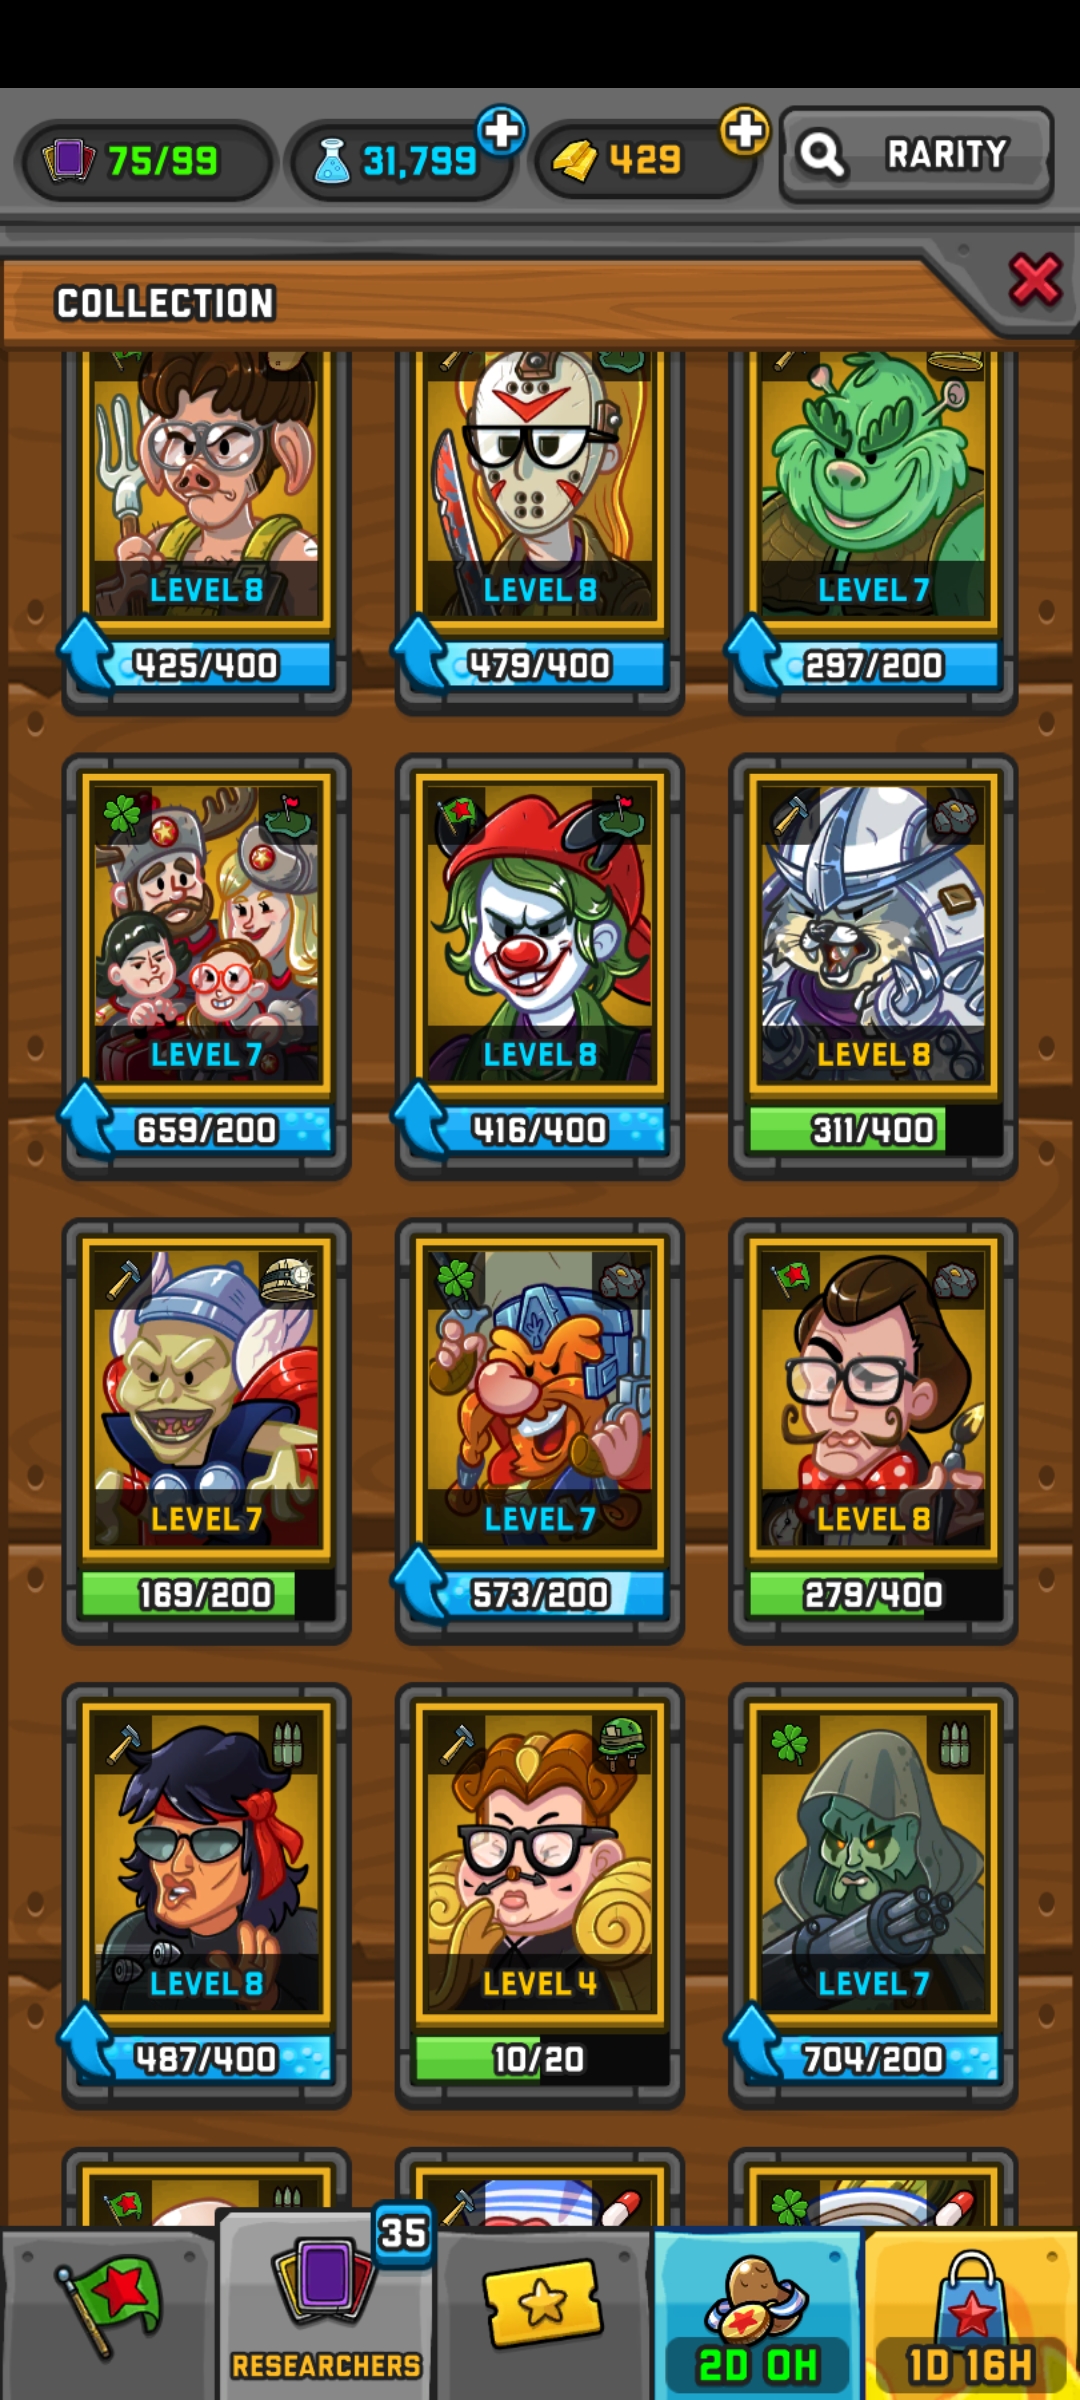 75/99
31,799
429
RARITY
COLLECTION
LEVEL 8
LEVEL 8
LEVEL 7
425/400
479/400
297/200
LEVEL 7
LEVEL 8
LEVEL 8
659/200
416/400
311/400
LEVEL 7
LEVEL 7
LEVEL 8
169/200
573/200
279/400
LEVEL 8
LEVEL 4
LEVEL 7
487/400
10/20
704/200
35
RESEARCHERS
2D 0H
1D 16H